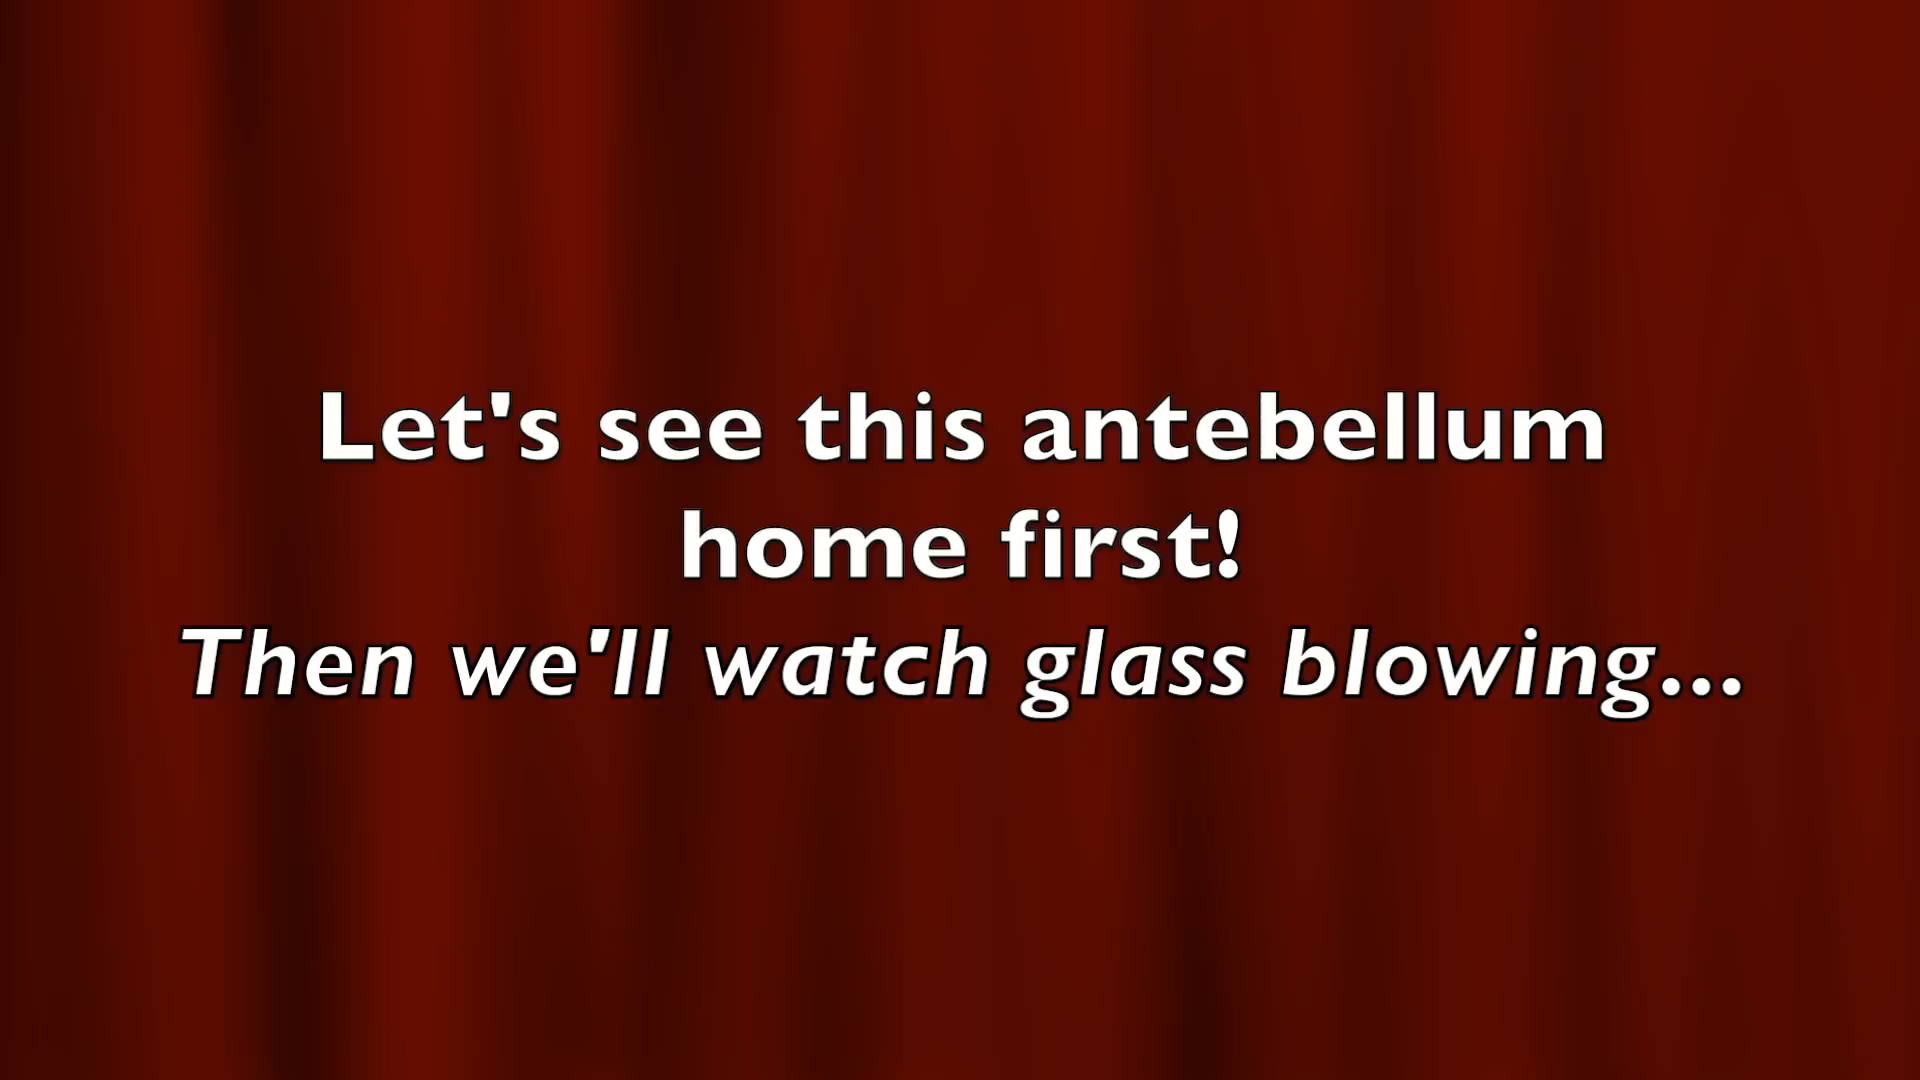 Let's see this antebellum
home first!
Then we'll watch glass blowing...